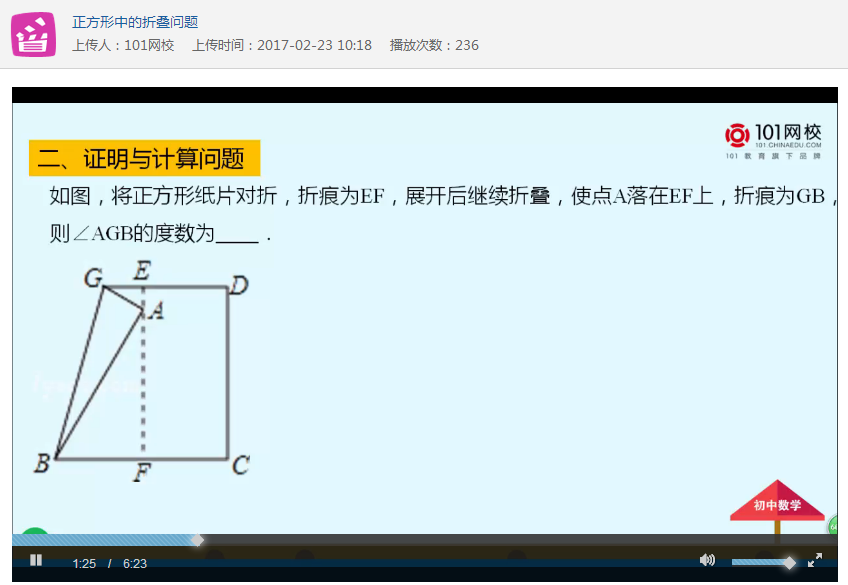 正方形中的折叠问题
上传人：101网校 上传时间：2017-02-23 10:18 播放次数：236
101网校
101.CHINAEDU.COM
101 教育旗下品牌
二、证明与计算问题
如图，将正方形纸片对折，折痕为EF，展开后继续折叠，使点A落在EF上，折痕为GB，
则∠AGB的度数为____．
G E D
A
B F C
初中数学
1:25 / 6:23